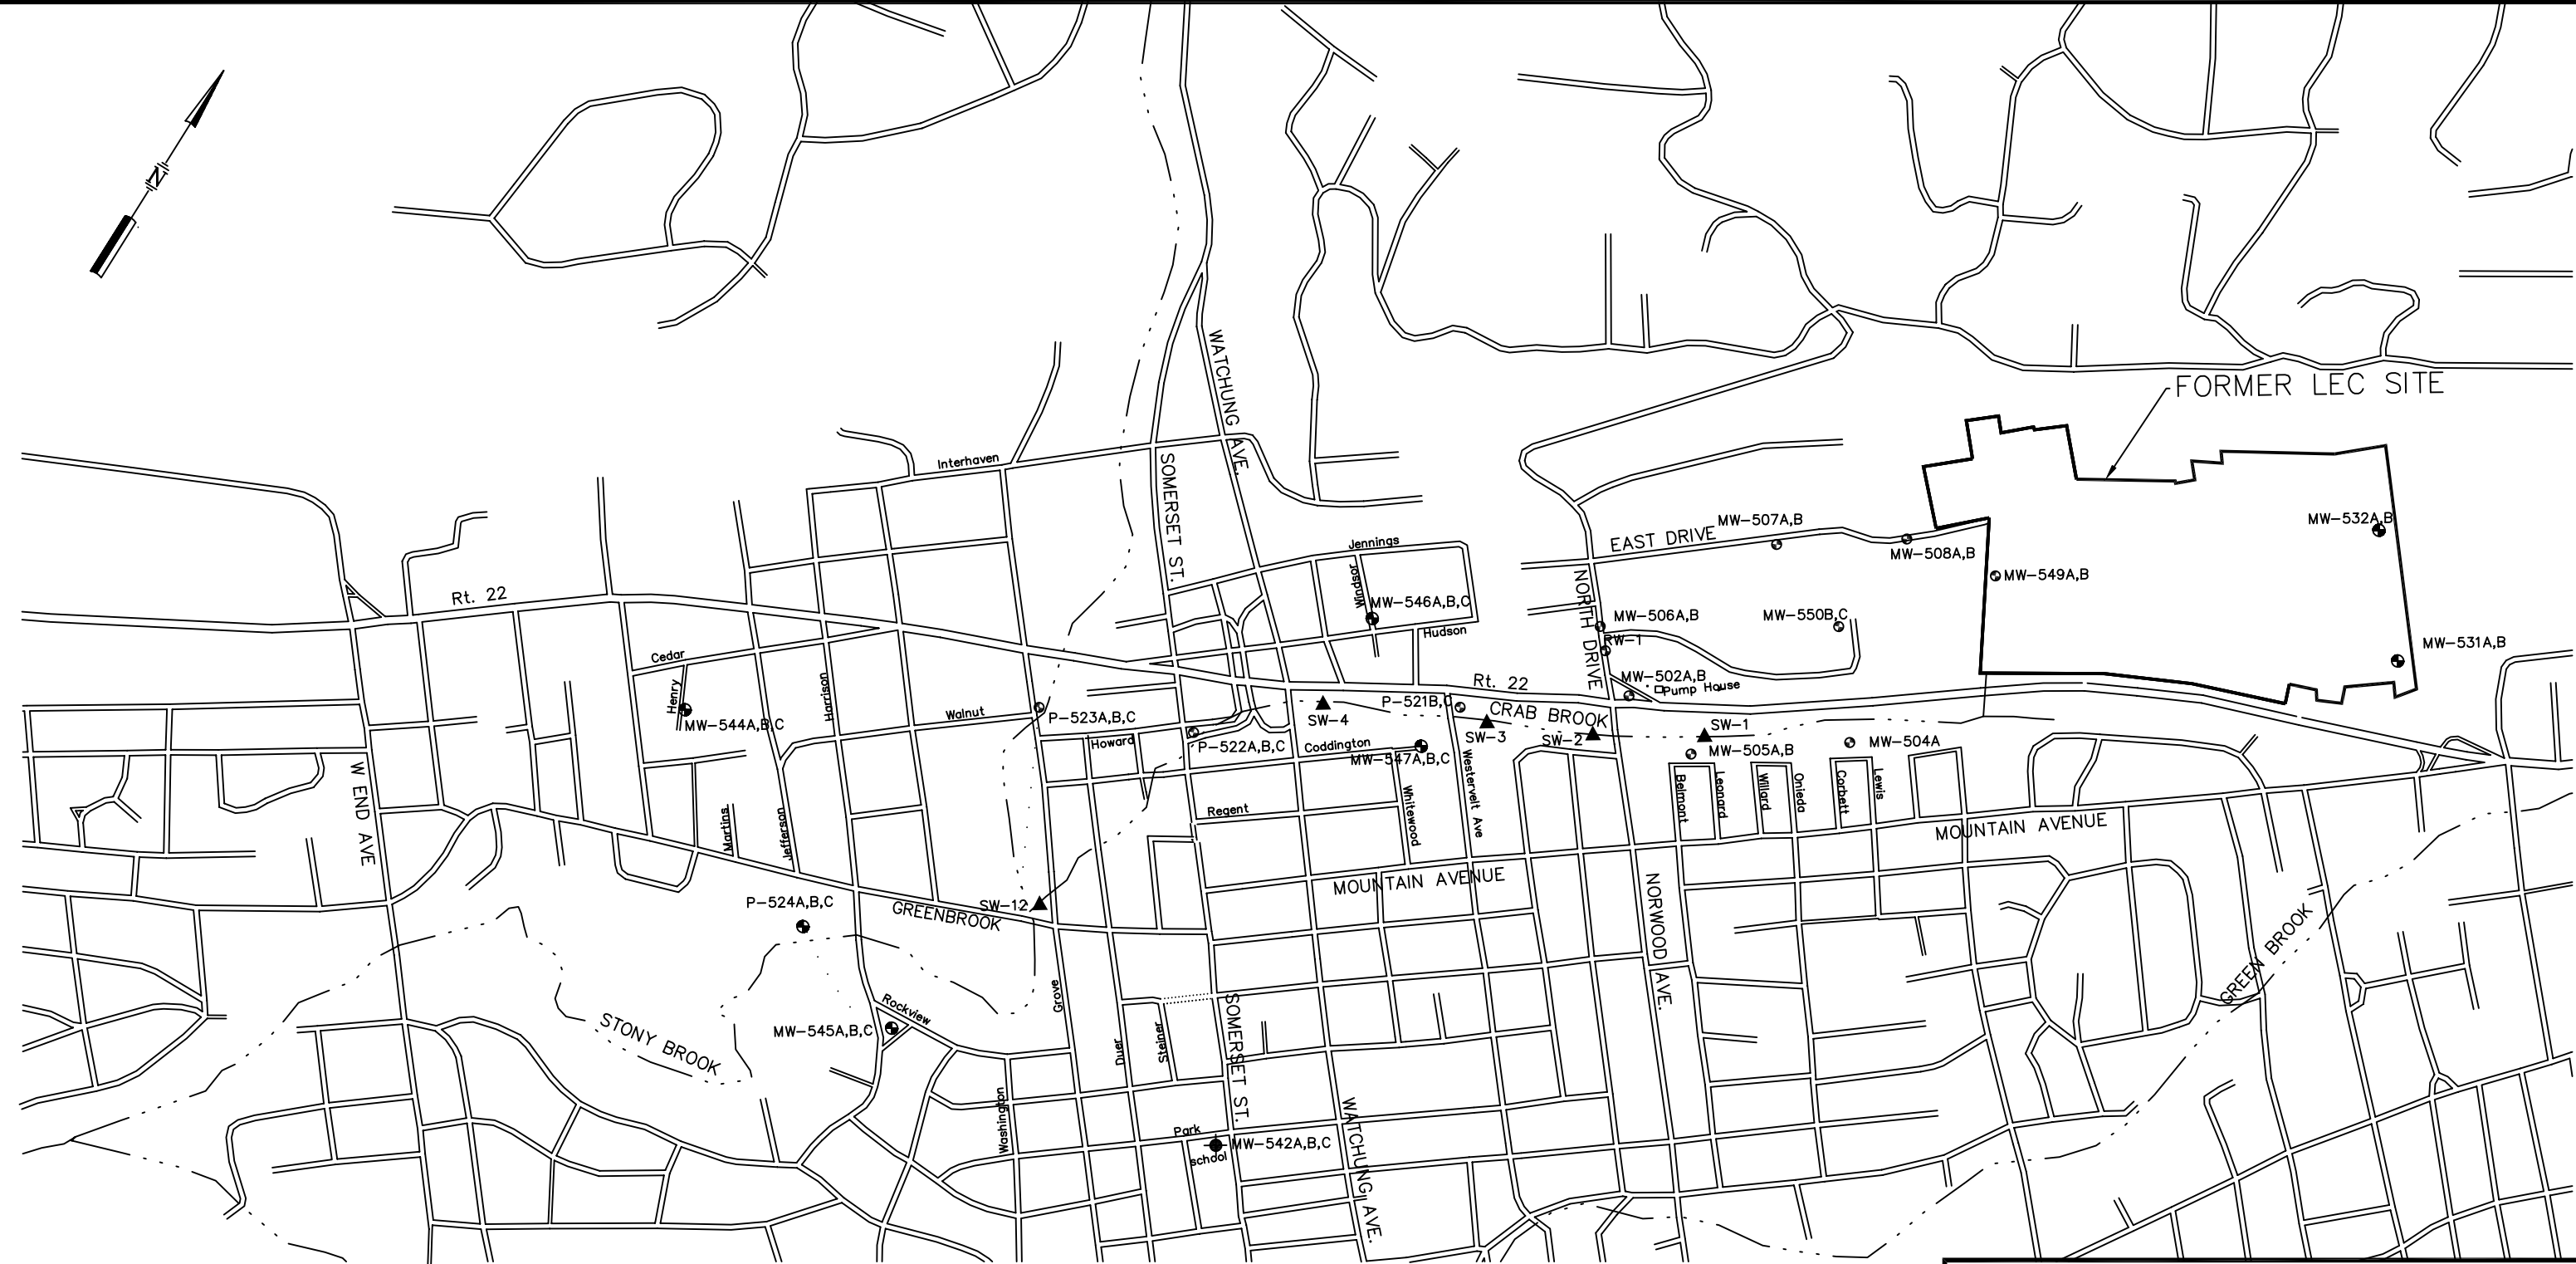 N
FORMER LEC SITE
WATCHUNG AVE.
Interhaven
SOMERSET ST.
MW-532A,B
MW-507A,B
EAST DRIVE
MW-508A,B
Jennings
Windsor
MW-549A,B
NORTH DRIVE
Rt. 22
MW-546A,B,C
MW-506A,B
MW-550B,C
Hudson
RW-1
MW-531A,B
Cedar
Henry
Harrison
MW-502A,B
Pump House
Rt. 22
P-521B,C
CRAB BROOK
Walnut
P-523A,B,C
MW-544A,B,C
SW-4
SW-3
SW-2
SW-1
Howard
P-522A,B,C
Coddington
MW-547A,B,C
MW-505A,B
MW-504A
W END AVE
Westervelt Ave
Whitewood
Belmont
Leonard
Willard
Onieda
Corbett
Lewis
Martins
Jefferson
Regent
MOUNTAIN AVENUE
MOUNTAIN AVENUE
P-524A,B,C
SW-12
GREENBROOK
NORWOOD AVE.
GREEN BROOK
Grove
Rockview
MW-545A,B,C
STONY BROOK
Duer
Steiner
SOMERSET ST.
Washington
Park
school
MW-542A,B,C
WATCHUNG AVE.